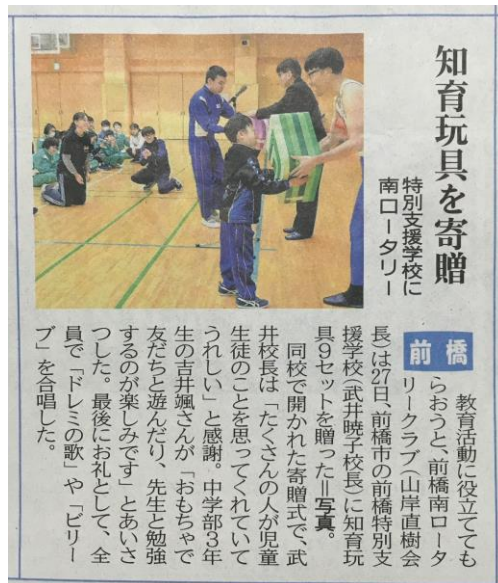 知育玩具を寄贈
特別支援学校に
南ロータリー
前橋
教育活動に役立てても
らおうと、前橋南ロータ
リークラブ(山岸直樹会
長)は27日、前橋市の前橋特別支
援学校(武井暁子校長)に知育玩
具9セットを贈った=写真。
同校で開かれた寄贈式で、武
井校長は「たくさんの人が児童
生徒のことを思ってくれていて
うれしい」と感謝。中学部3年
生の吉井颯さんが「おもちゃで
友だちと遊んだり、先生と勉強
するのが楽しみです」とあいさ
つした。最後にお礼として、全
員で「ドレミの歌」や「ビリー
ブ」を合唱した。